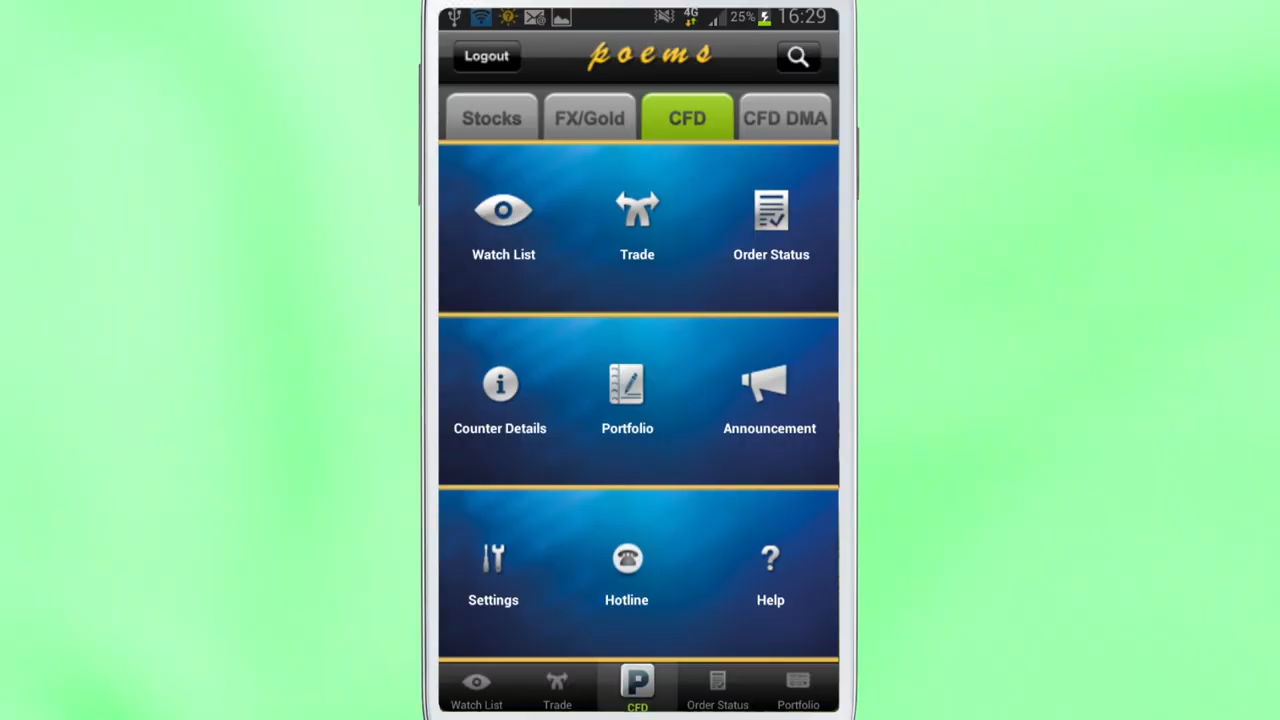 4G 25% 16:29
Logout poems
Stocks FX/Gold CFD CFD DMA
Watch List Trade Order Status
Counter Details Portfolio Announcement
Settings Hotline Help
P
Watch List Trade CFD Order Status Portfolio